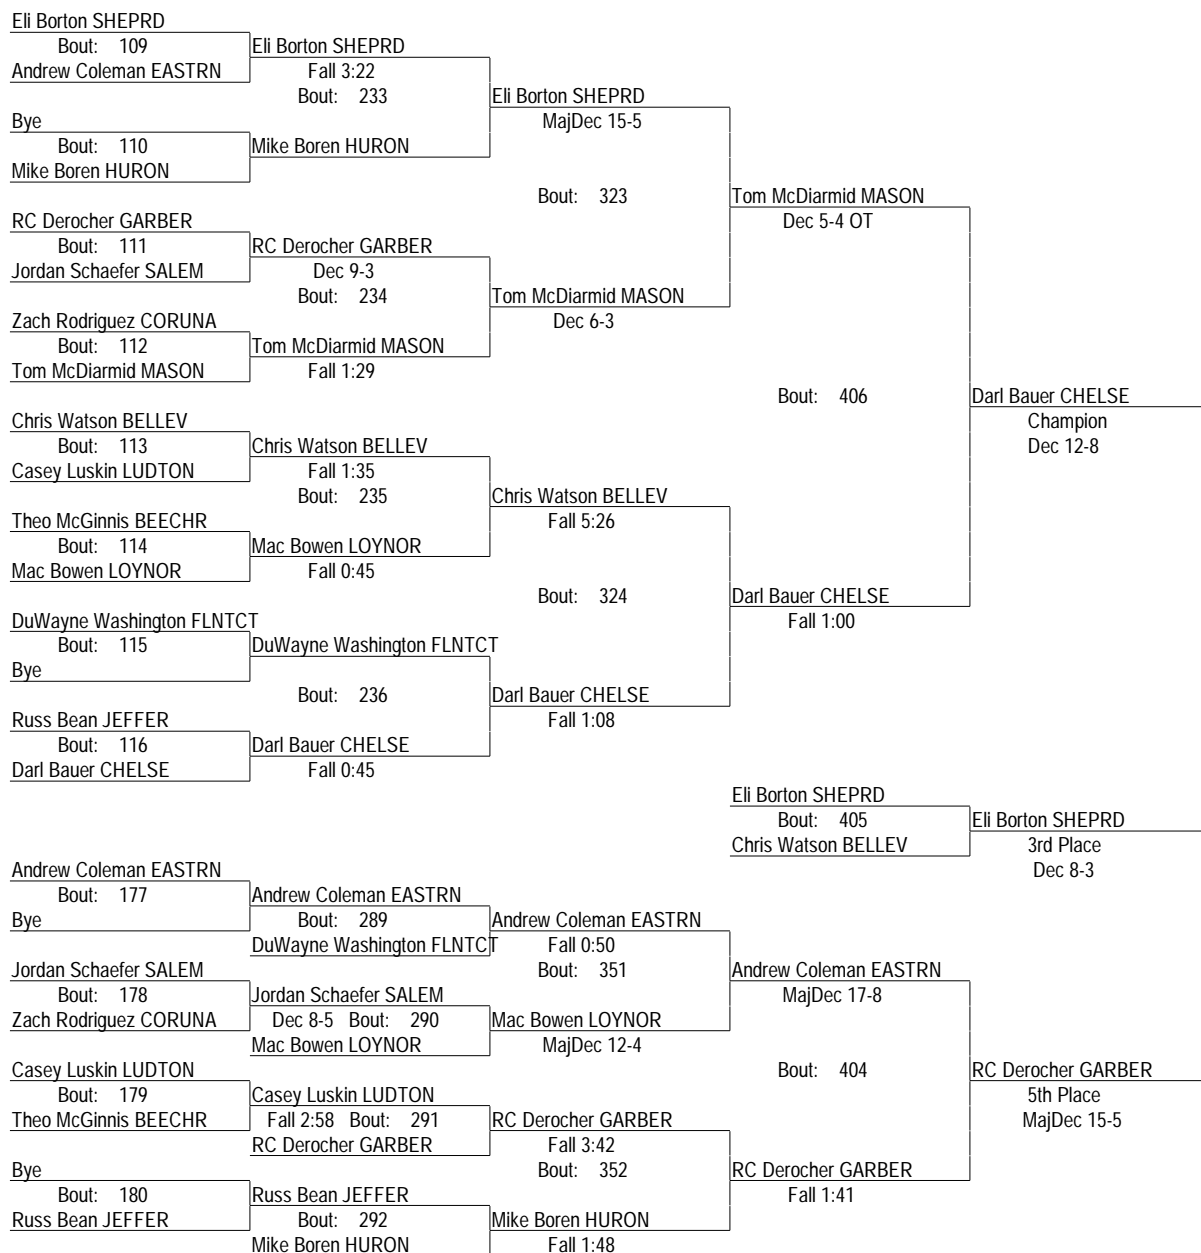 Eli Borton SHEPRD
Bout: 109 Eli Borton SHEPRD
Andrew Coleman EASTRN Fall 3:22
Bout: 233 Eli Borton SHEPRD
Bye MajDec 15-5
Bout: 110 Mike Boren HURON
Mike Boren HURON
Bout: 323 Tom McDiarmid MASON
RC Derocher GARBER Dec 5-4 OT
Bout: 111 RC Derocher GARBER
Jordan Schaefer SALEM Dec 9-3
Bout: 234 Tom McDiarmid MASON
Zach Rodriguez CORUNA Dec 6-3
Bout: 112 Tom McDiarmid MASON
Tom McDiarmid MASON Fall 1:29
Bout: 406 Darl Bauer CHELSE
Chris Watson BELLEV Champion
Bout: 113 Chris Watson BELLEV Dec 12-8
Casey Luskin LUDTON Fall 1:35
Bout: 235 Chris Watson BELLEV
Theo McGinnis BEECHR Fall 5:26
Bout: 114 Mac Bowen LOYNOR
Mac Bowen LOYNOR Fall 0:45
Bout: 324 Darl Bauer CHELSE
DuWayne Washington FLNTCT Fall 1:00
Bout: 115 DuWayne Washington FLNTCT
Bye
Bout: 236 Darl Bauer CHELSE
Russ Bean JEFFER Fall 1:08
Bout: 116 Darl Bauer CHELSE
Darl Bauer CHELSE Fall 0:45
Eli Borton SHEPRD
Bout: 405 Eli Borton SHEPRD
Chris Watson BELLEV 3rd Place
Andrew Coleman EASTRN Dec 8-3
Bout: 177 Andrew Coleman EASTRN
Bye Bout: 289 Andrew Coleman EASTRN
DuWayne Washington FLNTCT Fall 0:50
Jordan Schaefer SALEM Bout: 351 Andrew Coleman EASTRN
Bout: 178 Jordan Schaefer SALEM MajDec 17-8
Zach Rodriguez CORUNA Dec 8-5 Bout: 290 Mac Bowen LOYNOR
Mac Bowen LOYNOR MajDec 12-4
Casey Luskin LUDTON Bout: 404 RC Derocher GARBER
Bout: 179 Casey Luskin LUDTON 5th Place
Theo McGinnis BEECHR Fall 2:58 Bout: 291 RC Derocher GARBER MajDec 15-5
RC Derocher GARBER Fall 3:42
Bye Bout: 352 RC Derocher GARBER
Bout: 180 Russ Bean JEFFER Fall 1:41
Russ Bean JEFFER Bout: 292 Mike Boren HURON
Mike Boren HURON Fall 1:48